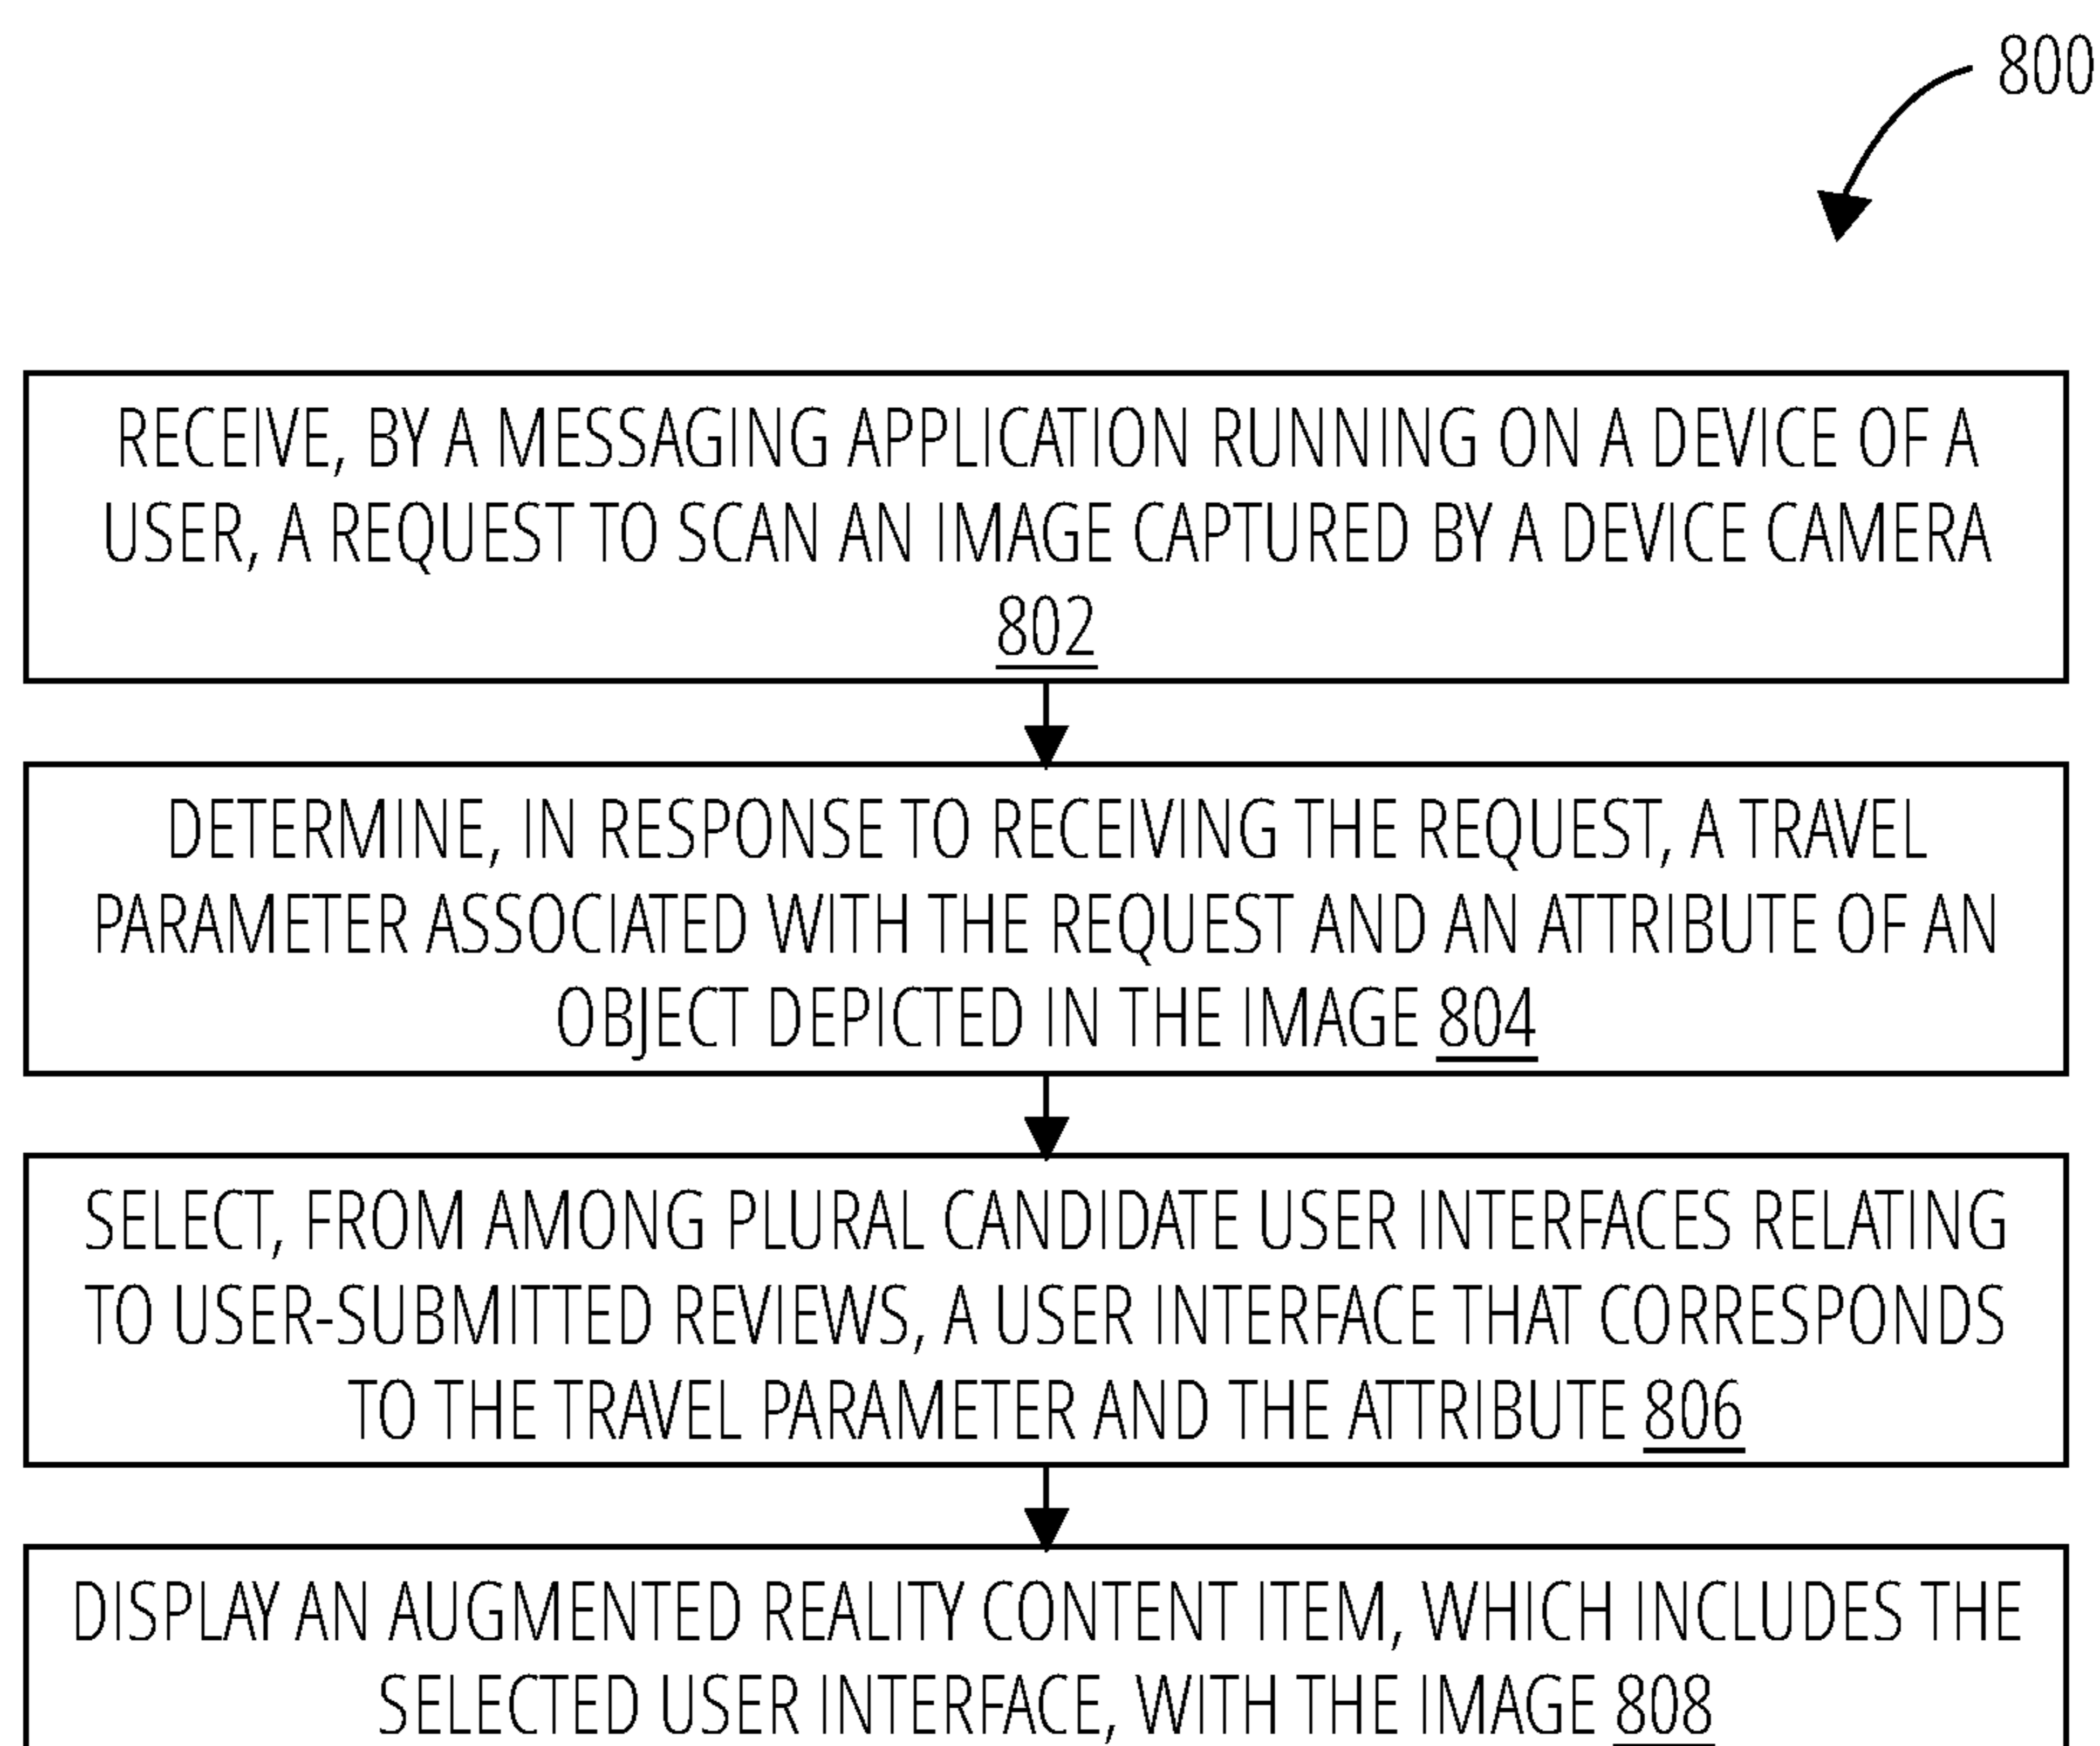 800
RECEIVE, BY A MESSAGING APPLICATION RUNNING ON A DEVICE OF A
USER, A REQUEST TO SCAN AN IMAGE CAPTURED BY A DEVICE CAMERA
802
DETERMINE, IN RESPONSE TO RECEIVING THE REQUEST, A TRAVEL
PARAMETER ASSOCIATED WITH THE REQUEST AND AN ATTRIBUTE OF AN
OBJECT DEPICTED IN THE IMAGE 804
SELECT, FROM AMONG PLURAL CANDIDATE USER INTERFACES RELATING
TO USER-SUBMITTED REVIEWS, A USER INTERFACE THAT CORRESPONDS
TO THE TRAVEL PARAMETER AND THE ATTRIBUTE 806
DISPLAY AN AUGMENTED REALITY CONTENT ITEM, WHICH INCLUDES THE
SELECTED USER INTERFACE, WITH THE IMAGE 808